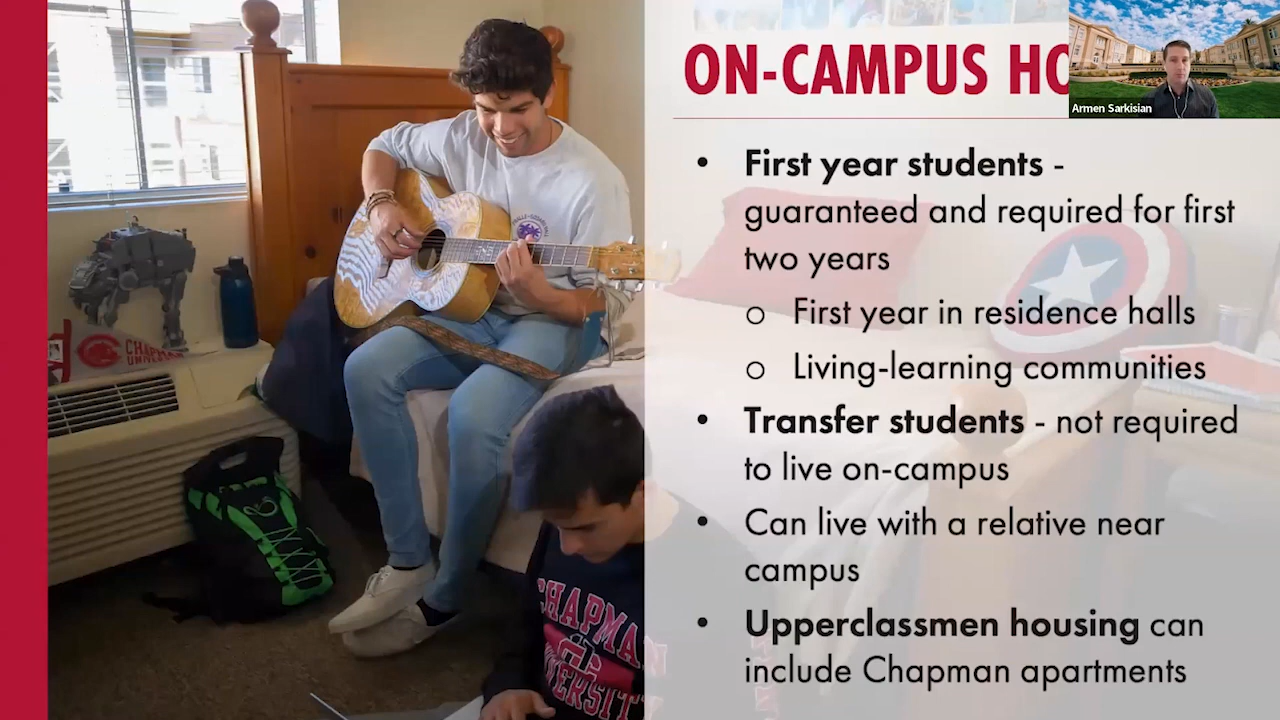 ON-CAMPUS HO
Armen Sarkisian
• First year students -
guaranteed and required for first
two years
o First year in residence halls
o Living-learning communities
• Transfer students - not required
to live on-campus
• Can live with a relative near
campus
• Upperclassmen housing can
include Chapman apartments
CHAPMAN
UNIVERSITY
CHAPMAN
UNIVERSITY